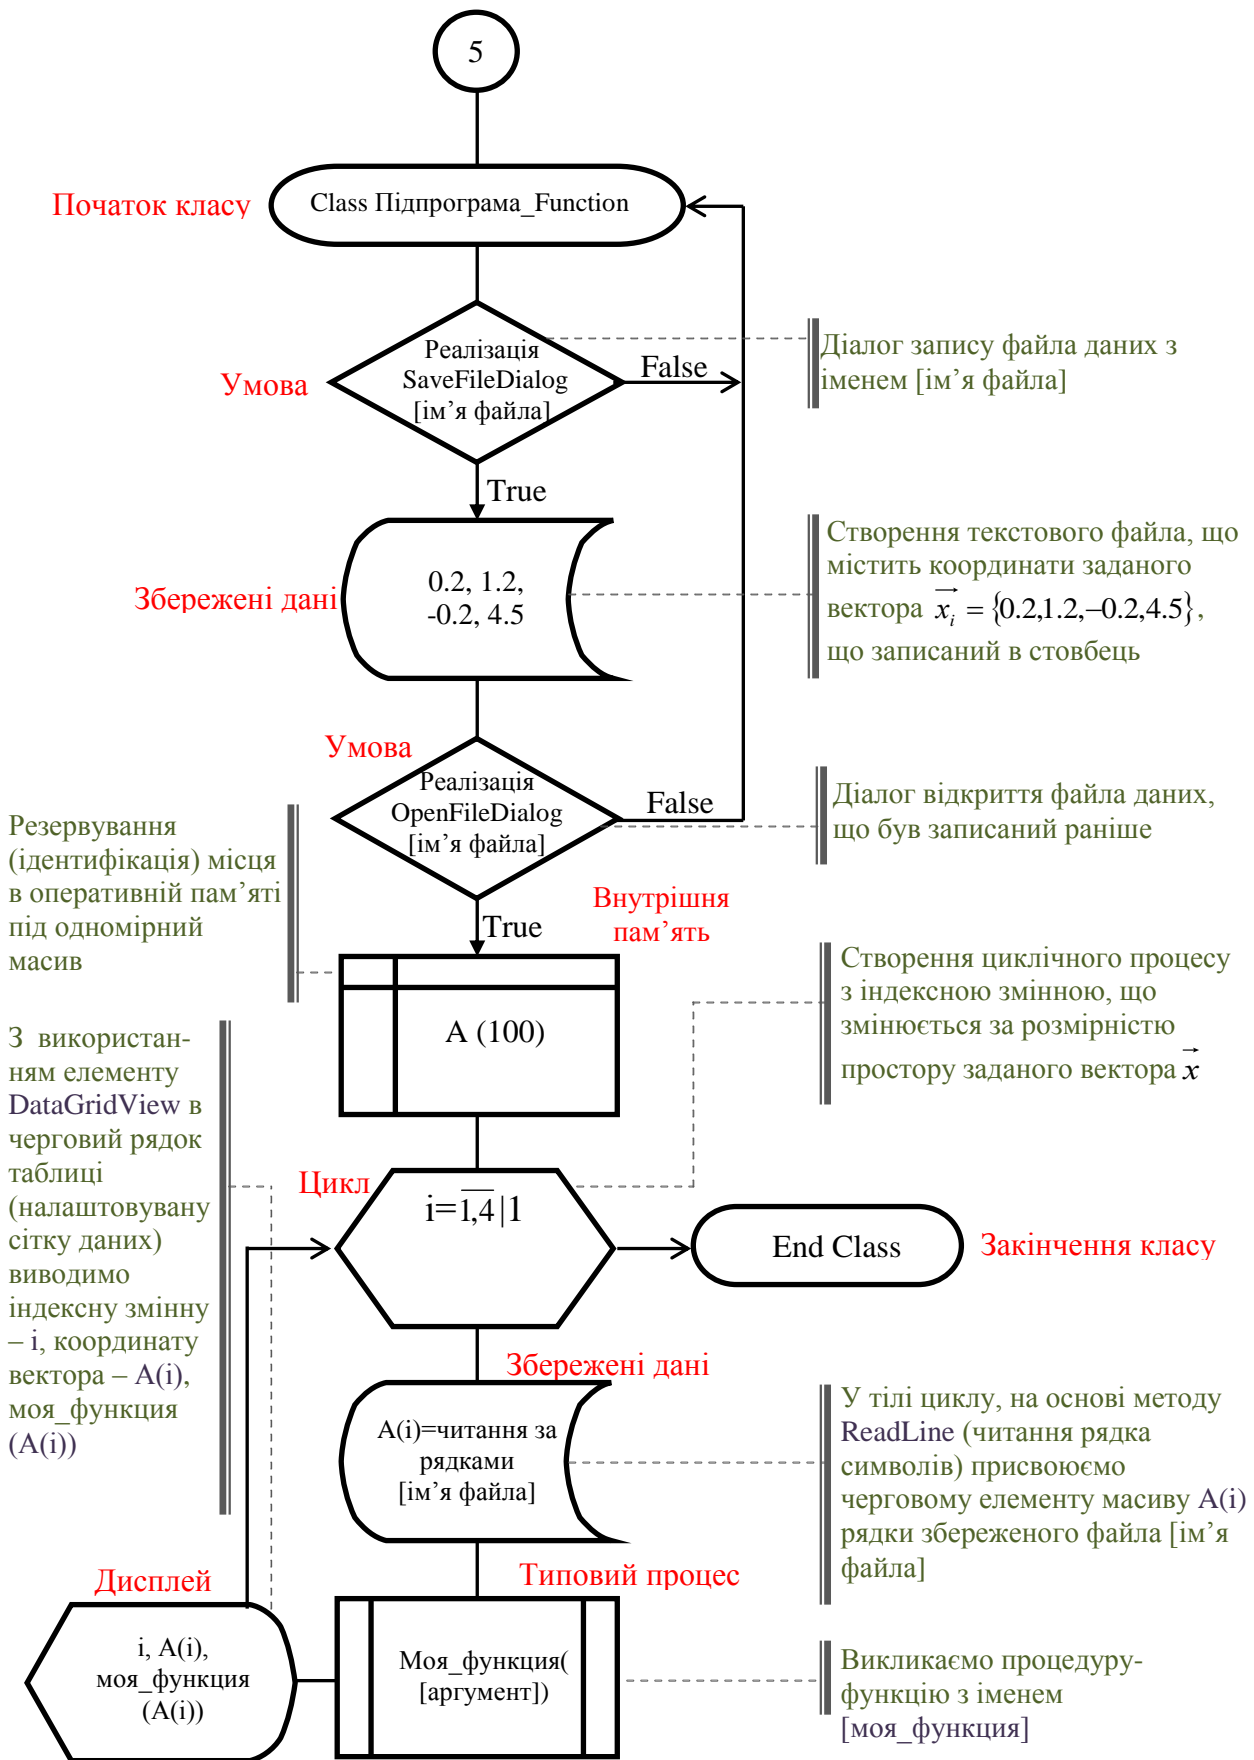 5
Початок класу
Class Підпрограма_Function
Умова
Реалізація
SaveFileDialog
[ім’я файла]
False
Діалог запису файла даних з
іменем [ім’я файла]
True
Збережені дані
0.2, 1.2,
-0.2, 4.5
Створення текстового файла, що
містить координати заданого
вектора x⃗ᵢ = {0.2,1.2,−0.2,4.5},
що записаний в стовбець
Умова
Реалізація
OpenFileDialog
[ім’я файла]
False
Діалог відкриття файла даних,
що був записаний раніше
True
Резервування
(ідентифікація) місця
в оперативній пам’яті
під одномірний
масив
Внутрішня
пам’ять
A (100)
Створення циклічного процесу
з індексною змінною, що
змінюється за розмірністю
простору заданого вектора x⃗
З використан-
ням елементу
DataGridView в
черговий рядок
таблиці
(налаштовувану
сітку даних)
виводимо
індексну змінну
– i, координату
вектора – A(i),
моя_функция
(A(i))
Цикл
i=1,4|1
End Class
Закінчення класу
Збережені дані
A(i)=читання за
рядками
[ім’я файла]
У тілі циклу, на основі методу
ReadLine (читання рядка
символів) присвоюємо
черговому елементу масиву A(i)
рядки збереженого файла [ім’я
файла]
Дисплей
i, A(i),
моя_функция
(A(i))
Типовий процес
Моя_функция(
[аргумент])
Викликаємо процедуру-
функцію з іменем
[моя_функция]